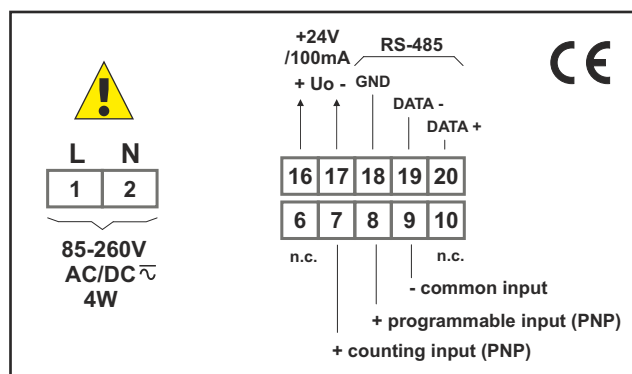 +24V
/100mA
RS-485
CE
+ Uo -
GND
DATA -
DATA +
L N
1 2
85-260V
AC/DC
4W
16 17 18 19 20
6 7 8 9 10
n.c.
n.c.
- common input
+ programmable input (PNP)
+ counting input (PNP)